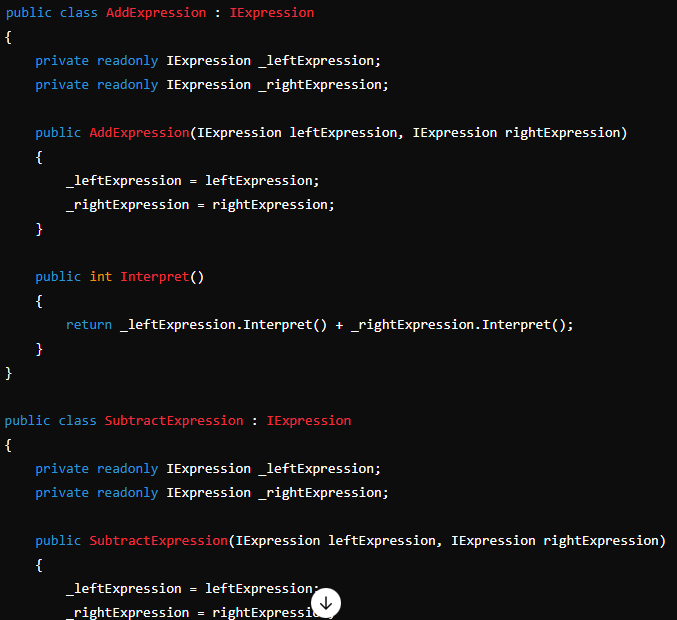 public class AddExpression : IExpression
{
    private readonly IExpression _leftExpression;
    private readonly IExpression _rightExpression;

    public AddExpression(IExpression leftExpression, IExpression rightExpression)
    {
        _leftExpression = leftExpression;
        _rightExpression = rightExpression;
    }

    public int Interpret()
    {
        return _leftExpression.Interpret() + _rightExpression.Interpret();
    }
}

public class SubtractExpression : IExpression
{
    private readonly IExpression _leftExpression;
    private readonly IExpression _rightExpression;

    public SubtractExpression(IExpression leftExpression, IExpression rightExpression)
    {
        _leftExpression = leftExpression;
        _rightExpression =